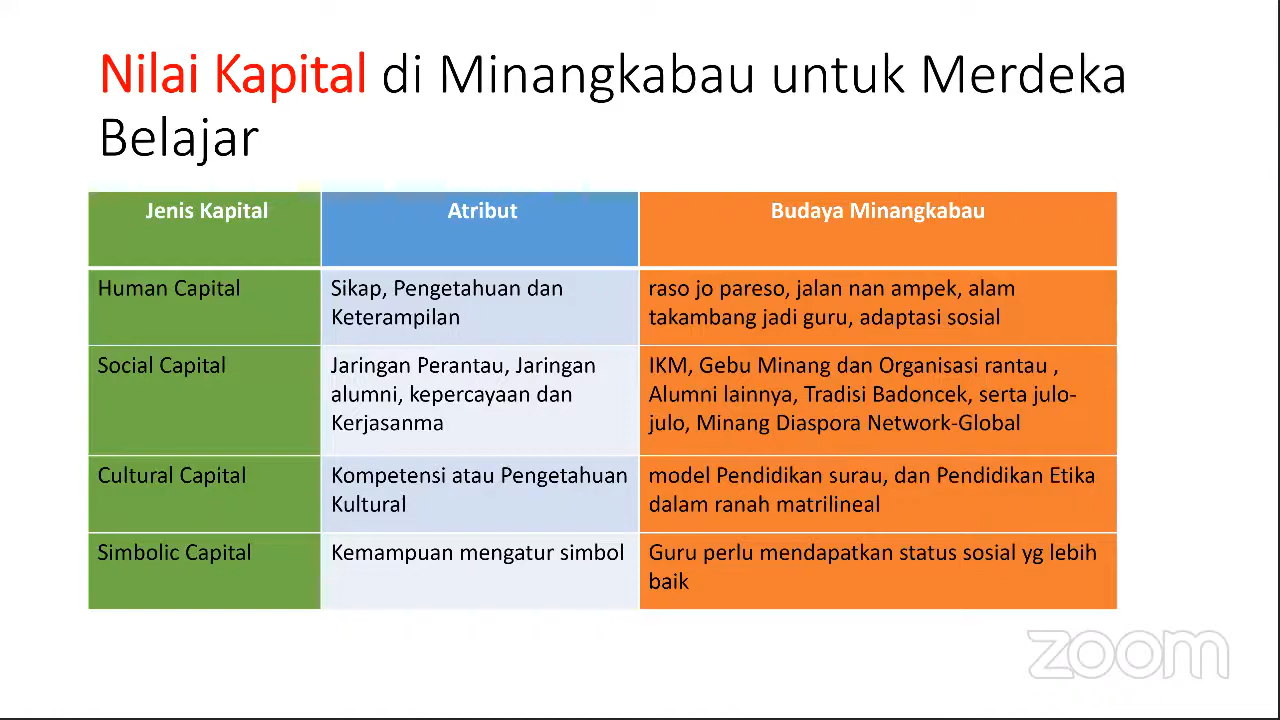 Nilai Kapital di Minangkabau untuk Merdeka
Belajar
Jenis Kapital
Atribut
Budaya Minangkabau
Human Capital
Sikap, Pengetahuan dan
Keterampilan
raso jo pareso, jalan nan ampek, alam
takambang jadi guru, adaptasi sosial
Social Capital
Jaringan Perantau, Jaringan
alumni, kepercayaan dan
Kerjasanma
IKM, Gebu Minang dan Organisasi rantau ,
Alumni lainnya, Tradisi Badoncek, serta julo-
julo, Minang Diaspora Network-Global
Cultural Capital
Kompetensi atau Pengetahuan
Kultural
model Pendidikan surau, dan Pendidikan Etika
dalam ranah matrilineal
Simbolic Capital
Kemampuan mengatur simbol
Guru perlu mendapatkan status sosial yg lebih
baik
zoom